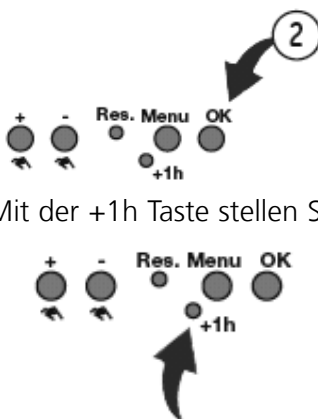 2
+ - Res. Menu OK
+1h
Mit der +1h Taste stellen S
+ - Res. Menu OK
+1h